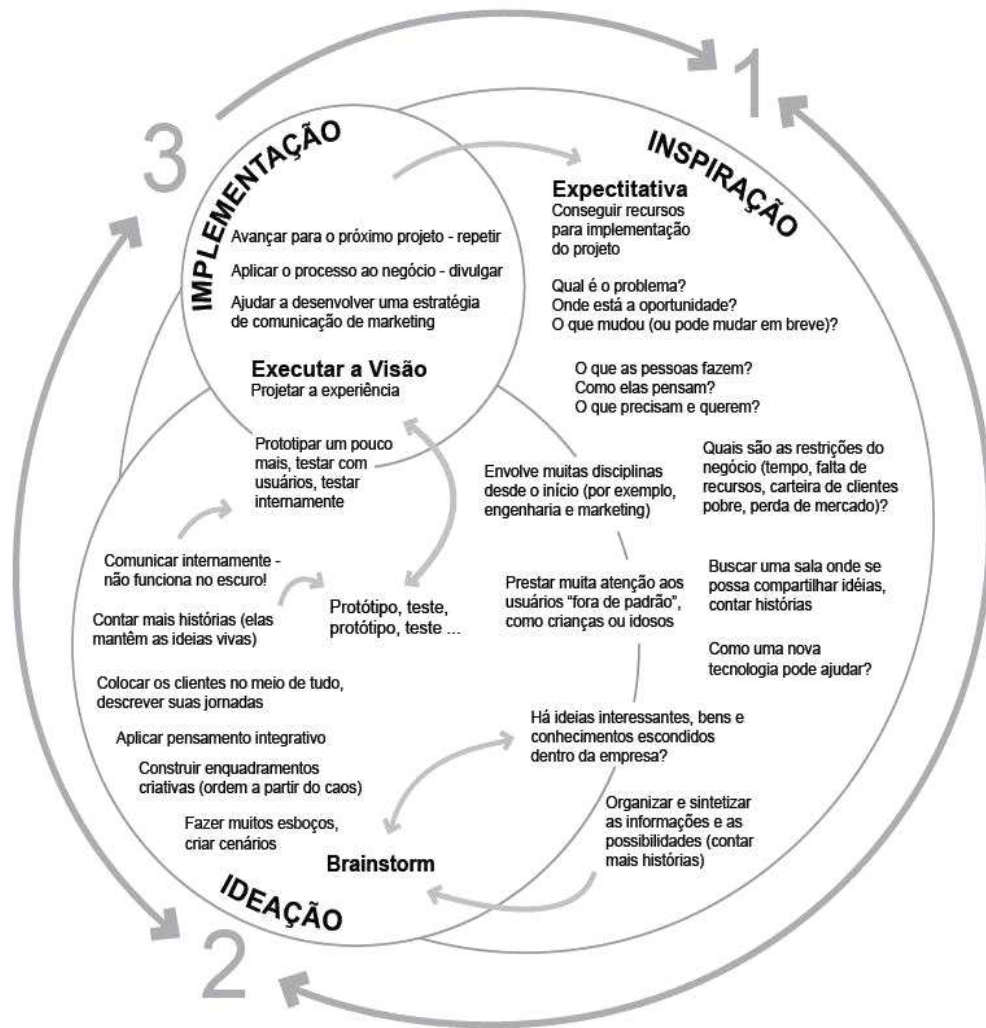 1
INSPIRAÇÃO
Expectitativa
Conseguir recursos
para implementação
do projeto
Qual é o problema?
Onde está a oportunidade?
O que mudou (ou pode mudar em breve)?
O que as pessoas fazem?
Como elas pensam?
O que precisam e querem?
Quais são as restrições do
negócio (tempo, falta de
recursos, carteira de clientes
pobre, perda de mercado)?
Envolve muitas disciplinas
desde o início (por exemplo,
engenharia e marketing)
Buscar uma sala onde se
possa compartilhar idéias,
contar histórias
Prestar muita atenção aos
usuários “fora de padrão”,
como crianças ou idosos
Como uma nova
tecnologia pode ajudar?
Há ideias interessantes, bens e
conhecimentos escondidos
dentro da empresa?
Organizar e sintetizar
as informações e as
possibilidades (contar
mais histórias)
2
IDEAÇÃO
Brainstorm
Fazer muitos esboços,
criar cenários
Construir enquadramentos
criativas (ordem a partir do caos)
Aplicar pensamento integrativo
Colocar os clientes no meio de tudo,
descrever suas jornadas
Contar mais histórias (elas
mantêm as ideias vivas)
Protótipo, teste,
protótipo, teste ...
Comunicar internamente -
não funciona no escuro!
Prototipar um pouco
mais, testar com
usuários, testar
internamente
3
IMPLEMENTAÇÃO
Executar a Visão
Projetar a experiência
Ajudar a desenvolver uma estratégia
de comunicação de marketing
Aplicar o processo ao negócio - divulgar
Avançar para o próximo projeto - repetir